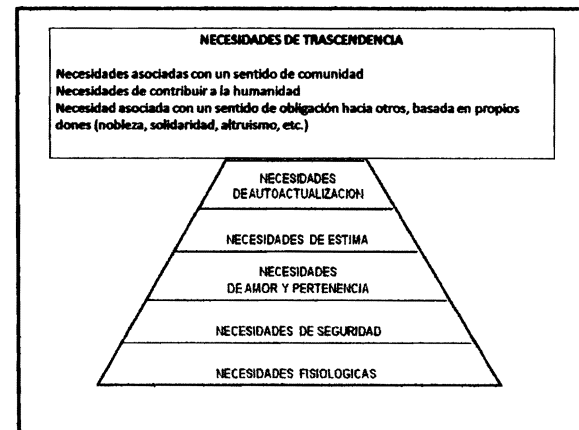 NECESIDADES DE TRASCENDENCIA
Necesidades asociadas con un sentido de comunidad
Necesidades de contribuir a la humanidad
Necesidad asociada con un sentido de obligación hacia otros, basada en propios
dones (nobleza, solidaridad, altruismo, etc.)
NECESIDADES
DE AUTOACTUALIZACION
NECESIDADES DE ESTIMA
NECESIDADES
DE AMOR Y PERTENENCIA
NECESIDADES DE SEGURIDAD
NECESIDADES FISIOLOGICAS